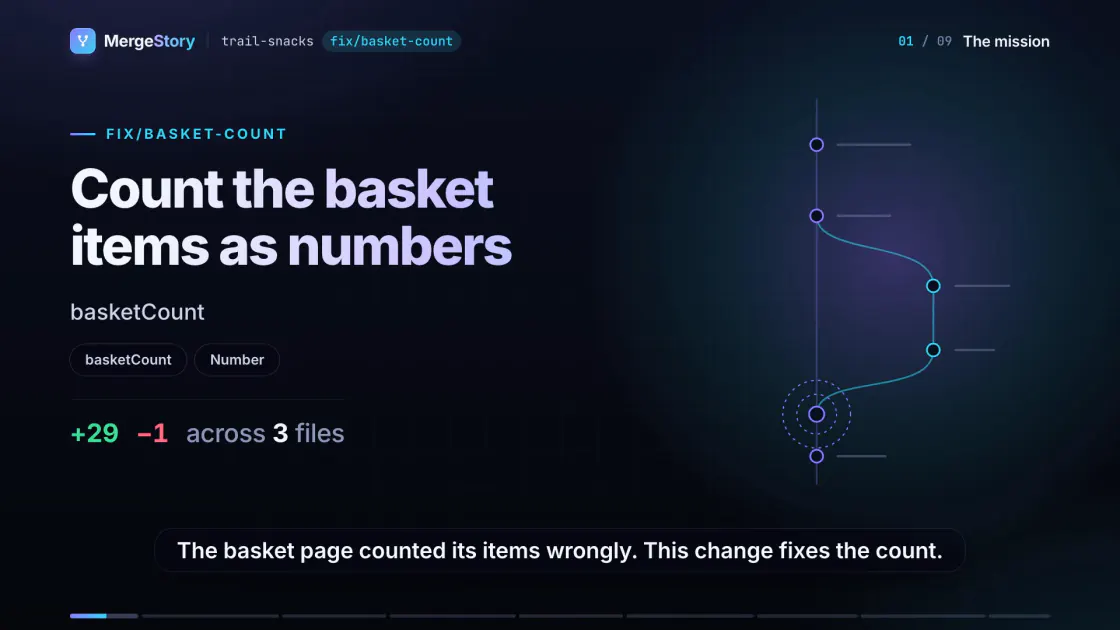 MergeStory trail-snacks fix/basket-count
01 / 09 The mission
FIX/BASKET-COUNT
Count the basket
items as numbers
basketCount
basketCount Number
+29 −1 across 3 files
The basket page counted its items wrongly. This change fixes the count.